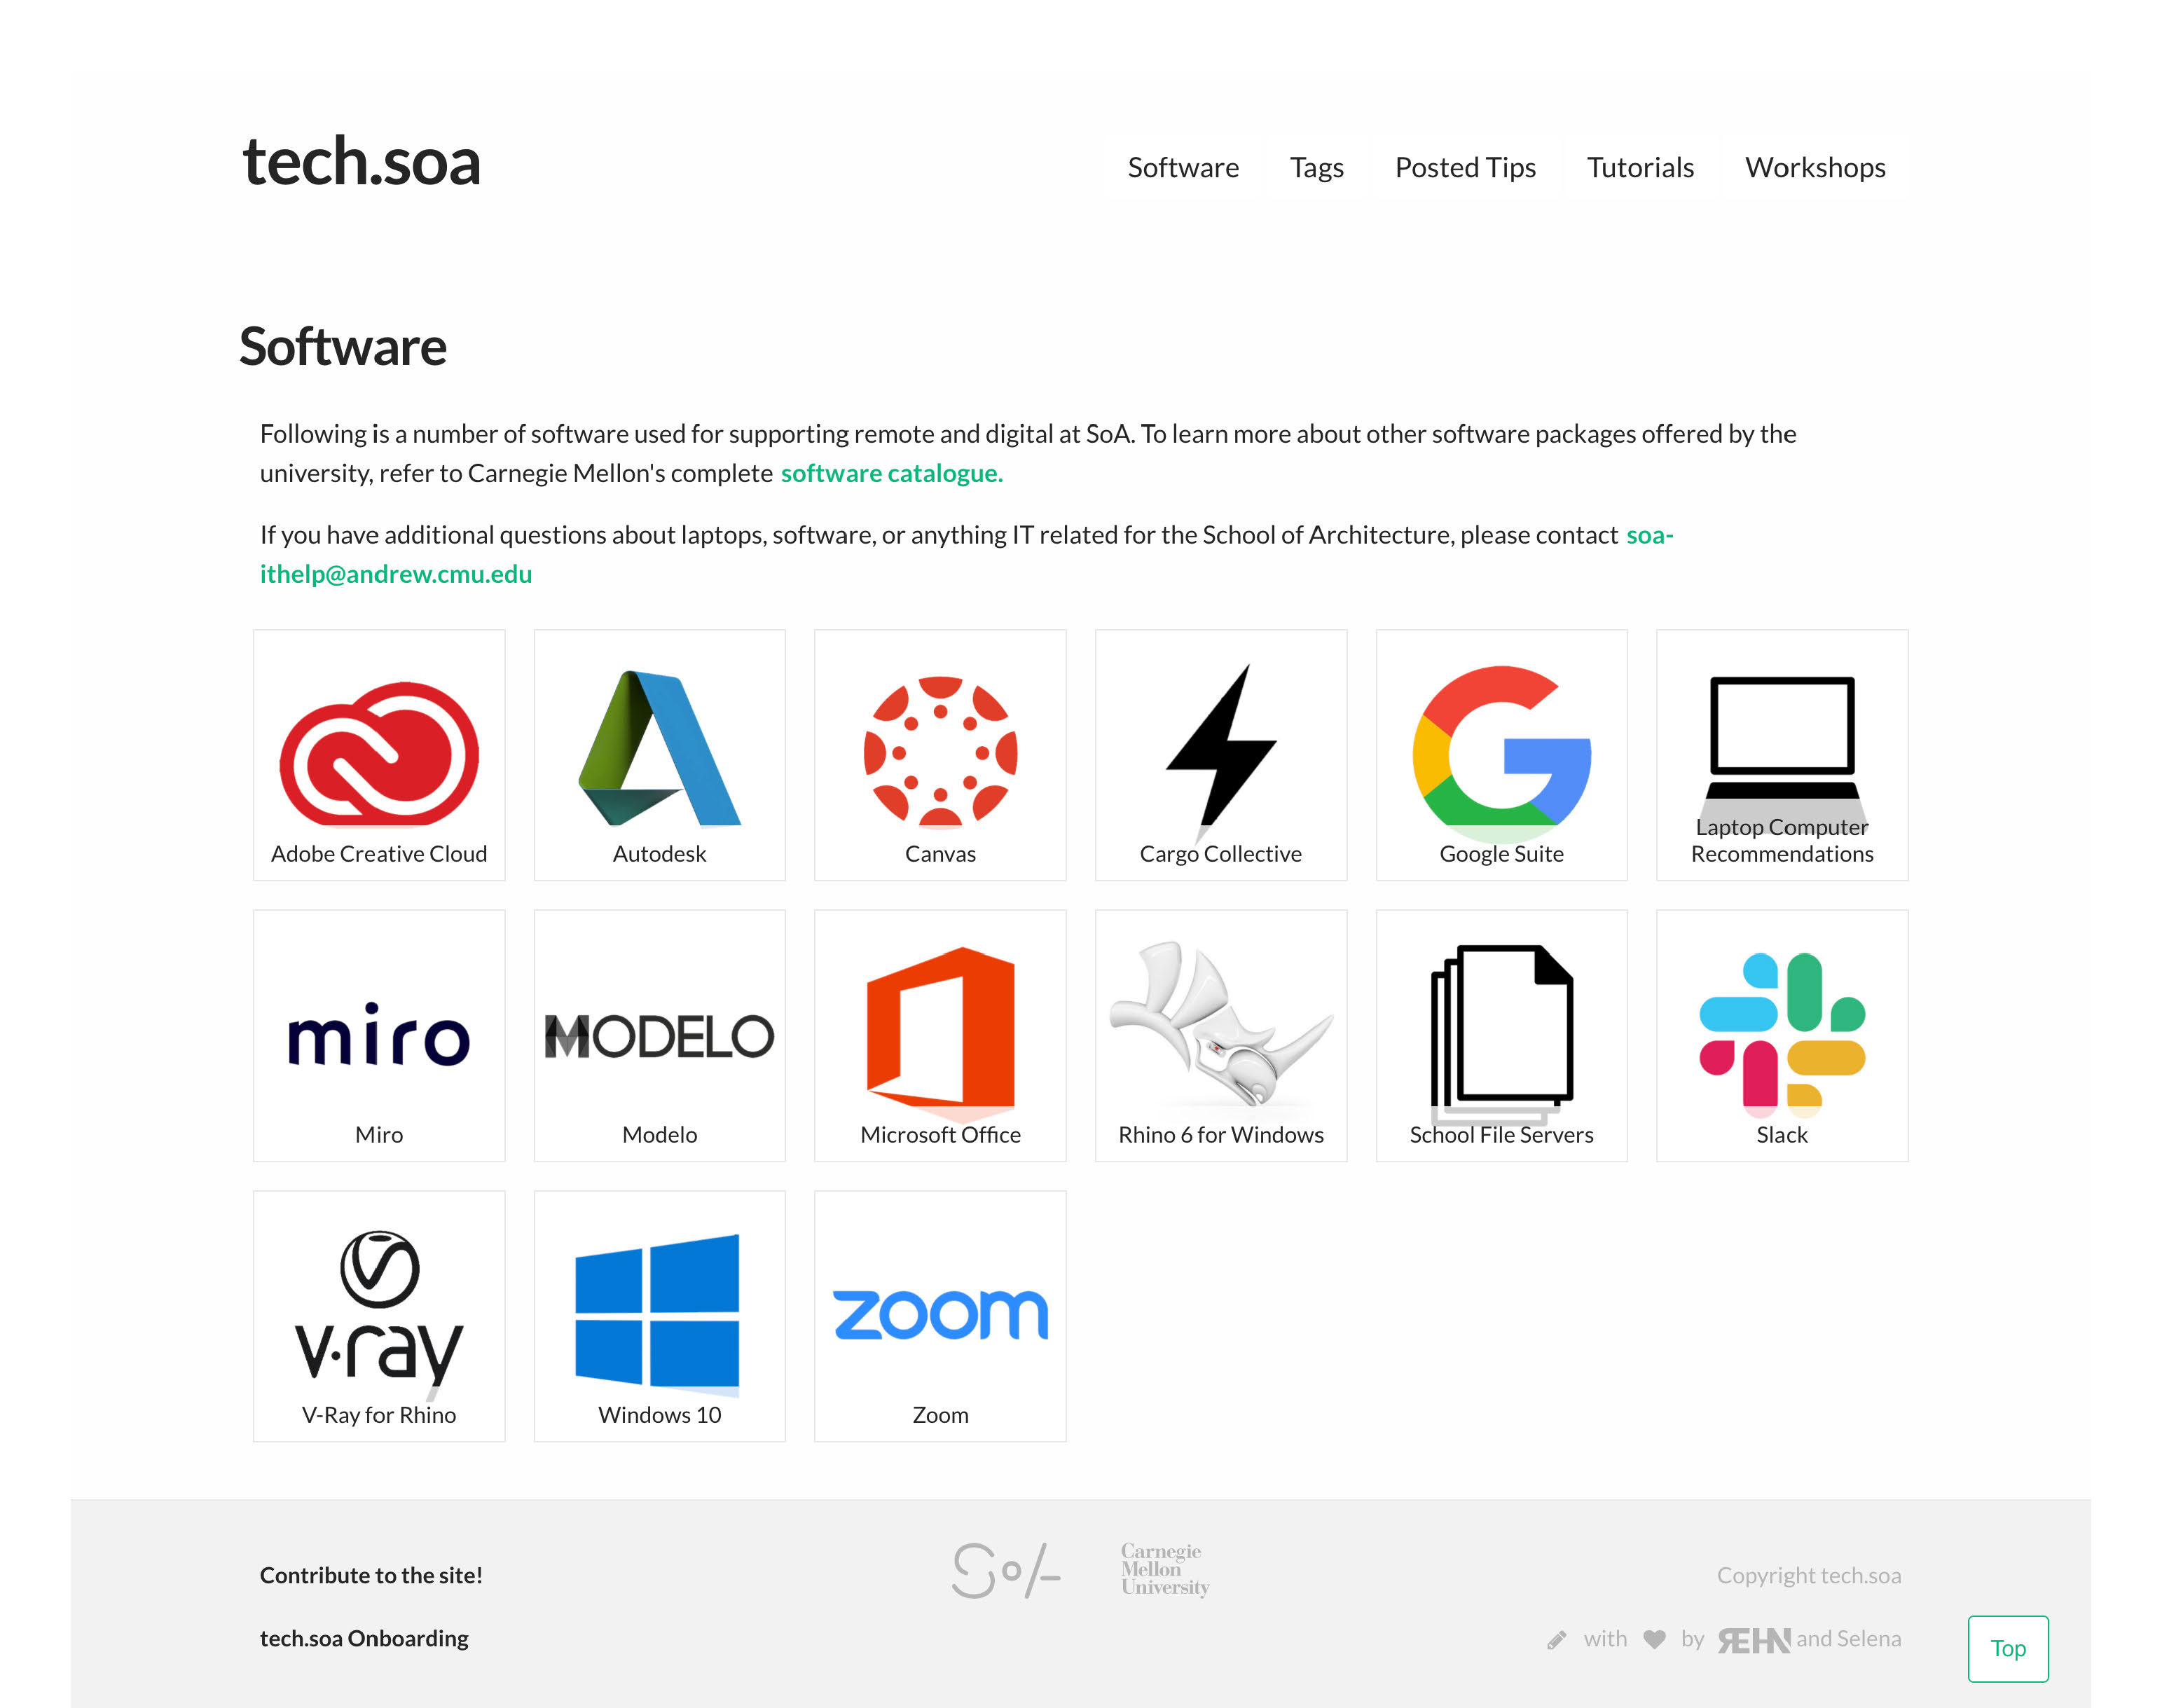 tech.soa
Software
Tags
Posted Tips
Tutorials
Workshops
Software
Following is a number of software used for supporting remote and digital at SoA. To learn more about other software packages offered by the
university, refer to Carnegie Mellon's complete software catalogue.
If you have additional questions about laptops, software, or anything IT related for the School of Architecture, please contact soa-
ithelp@andrew.cmu.edu
Adobe Creative Cloud
Autodesk
Canvas
Cargo Collective
Google Suite
Laptop Computer
Recommendations
miro
Miro
MODELO
Modelo
Microsoft Office
Rhino 6 for Windows
School File Servers
Slack
v·ray
V-Ray for Rhino
Windows 10
zoom
Zoom
Contribute to the site!
tech.soa Onboarding
Carnegie
Mellon
University
Copyright tech.soa
with by REHN and Selena
Top